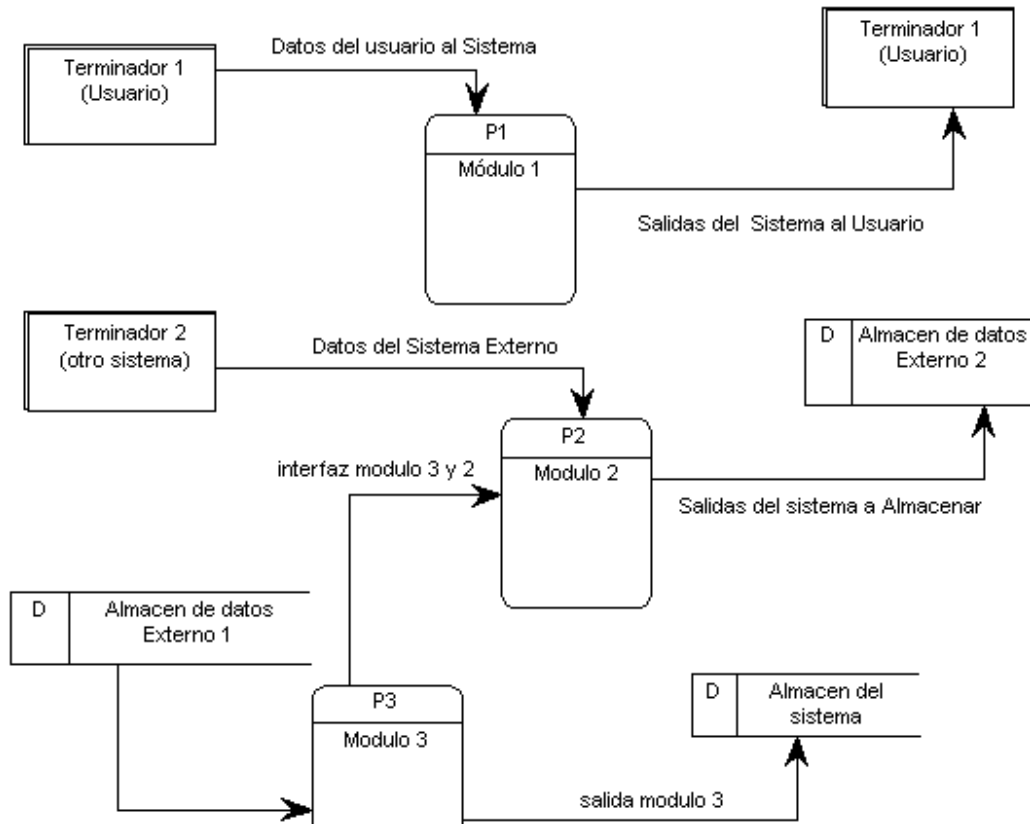 Terminador 1
(Usuario)
Datos del usuario al Sistema
Terminador 1
(Usuario)
P1
Módulo 1
Salidas del Sistema al Usuario
Terminador 2
(otro sistema)
Datos del Sistema Externo
D
Almacen de datos
Externo 2
P2
Modulo 2
interfaz modulo 3 y 2
Salidas del sistema a Almacenar
D
Almacen de datos
Externo 1
P3
Modulo 3
D
Almacen del
sistema
salida modulo 3